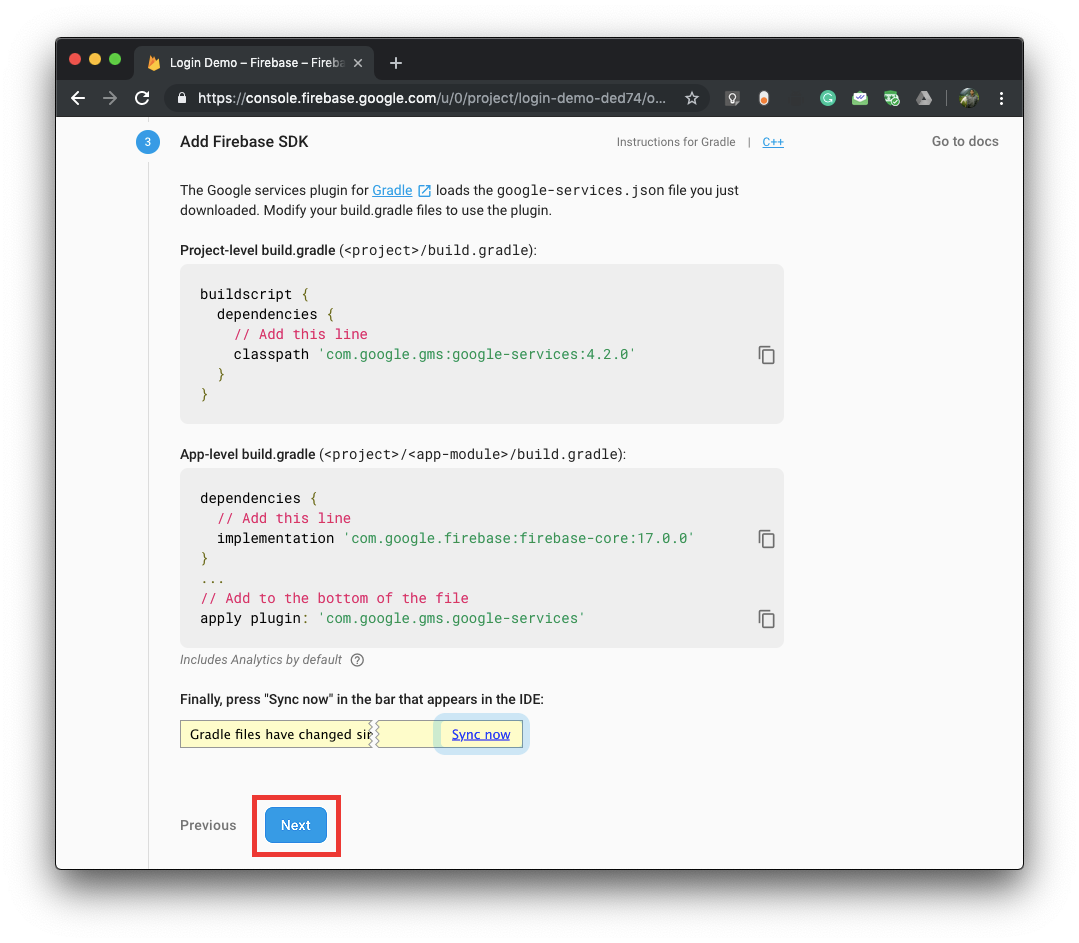 Login Demo – Firebase – Fireba
https://console.firebase.google.com/u/0/project/login-demo-ded74/o...
3 Add Firebase SDK Instructions for Gradle | C++ Go to docs
The Google services plugin for Gradle loads the google-services.json file you just
downloaded. Modify your build.gradle files to use the plugin.
Project-level build.gradle (<project>/build.gradle):
buildscript {
  dependencies {
    // Add this line
    classpath 'com.google.gms:google-services:4.2.0'
  }
}
App-level build.gradle (<project>/<app-module>/build.gradle):
dependencies {
  // Add this line
  implementation 'com.google.firebase:firebase-core:17.0.0'
}
...
// Add to the bottom of the file
apply plugin: 'com.google.gms.google-services'
Includes Analytics by default ?
Finally, press "Sync now" in the bar that appears in the IDE:
Gradle files have changed sin Sync now
Previous Next